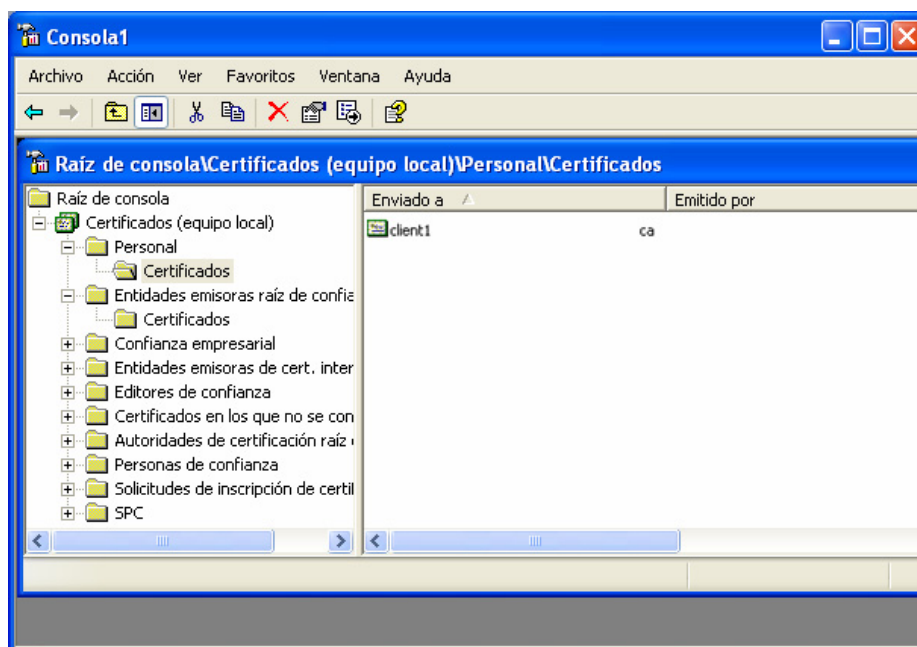 Consola1
Archivo Acción Ver Favoritos Ventana Ayuda
Raíz de consola\Certificados (equipo local)\Personal\Certificados
Raíz de consola
Certificados (equipo local)
Personal
Certificados
Entidades emisoras raíz de confia
Certificados
Confianza empresarial
Entidades emisoras de cert. inter
Editores de confianza
Certificados en los que no se con
Autoridades de certificación raíz
Personas de confianza
Solicitudes de inscripción de certi
SPC
Enviado a Emitido por
client1 ca